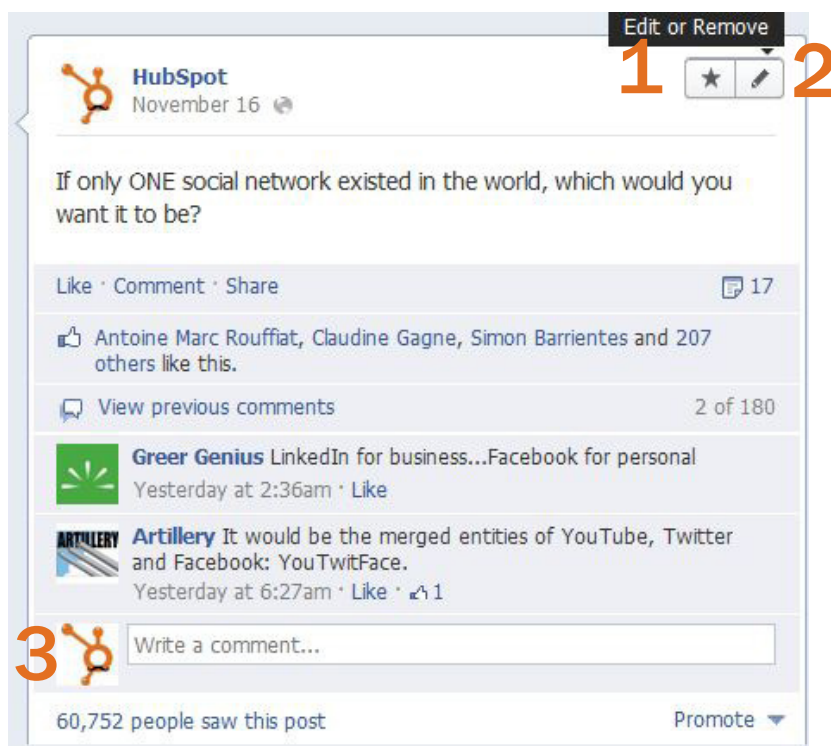 Edit or Remove
1
2
HubSpot
November 16
If only ONE social network existed in the world, which would you
want it to be?
Like · Comment · Share
17
Antoine Marc Rouffiat, Claudine Gagne, Simon Barrientes and 207
others like this.
View previous comments
2 of 180
Greer Genius LinkedIn for business...Facebook for personal
Yesterday at 2:36am · Like
ARTILLERY
Artillery It would be the merged entities of YouTube, Twitter
and Facebook: YouTwitFace.
Yesterday at 6:27am · Like · 1
3
Write a comment...
60,752 people saw this post
Promote